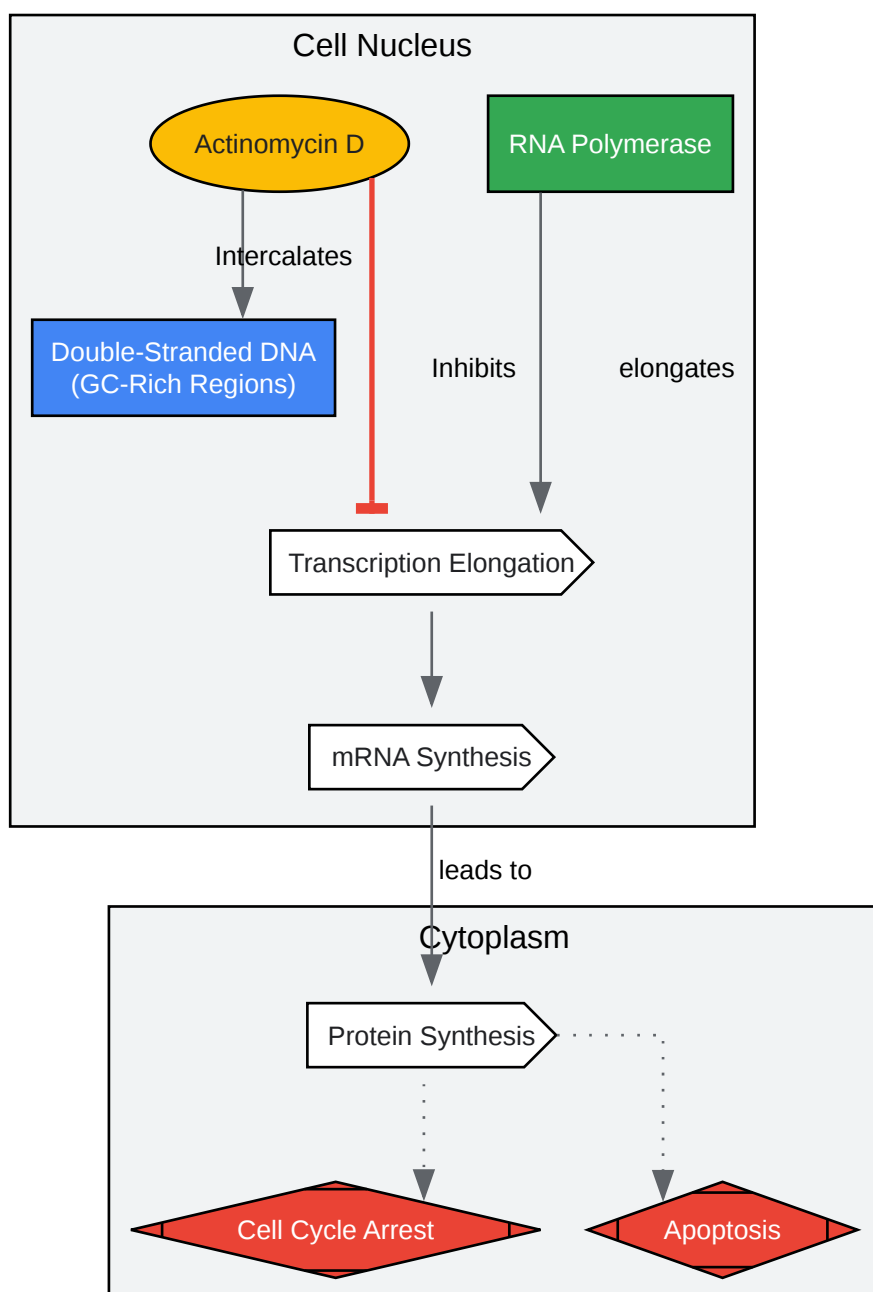 Cell Nucleus
Actinomycin D
RNA Polymerase
Intercalates
Double-Stranded DNA
(GC-Rich Regions)
Inhibits
elongates
Transcription Elongation
mRNA Synthesis
leads to
Cytoplasm
Protein Synthesis
Cell Cycle Arrest
Apoptosis